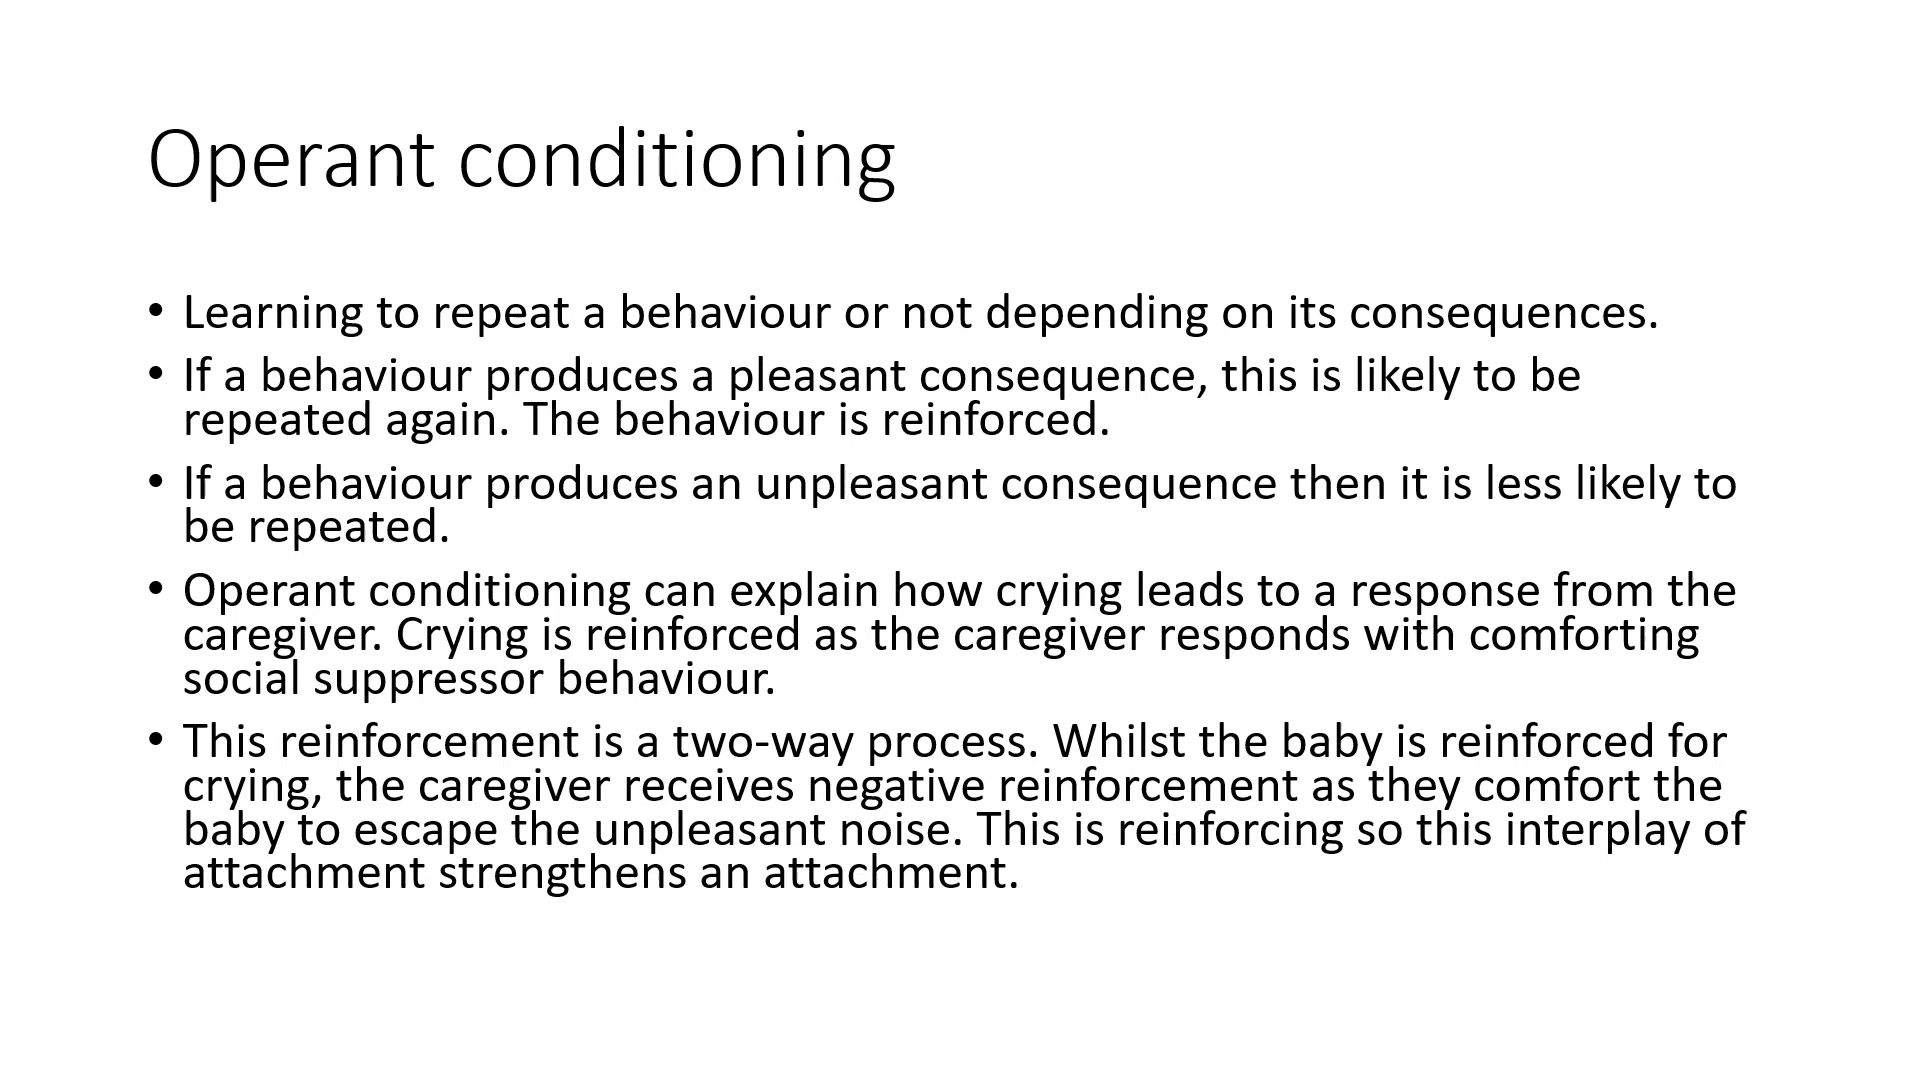 Operant conditioning
• Learning to repeat a behaviour or not depending on its consequences.
• If a behaviour produces a pleasant consequence, this is likely to be
repeated again. The behaviour is reinforced.
• If a behaviour produces an unpleasant consequence then it is less likely to
be repeated.
• Operant conditioning can explain how crying leads to a response from the
caregiver. Crying is reinforced as the caregiver responds with comforting
social suppressor behaviour.
• This reinforcement is a two-way process. Whilst the baby is reinforced for
crying, the caregiver receives negative reinforcement as they comfort the
baby to escape the unpleasant noise. This is reinforcing so this interplay of
attachment strengthens an attachment.